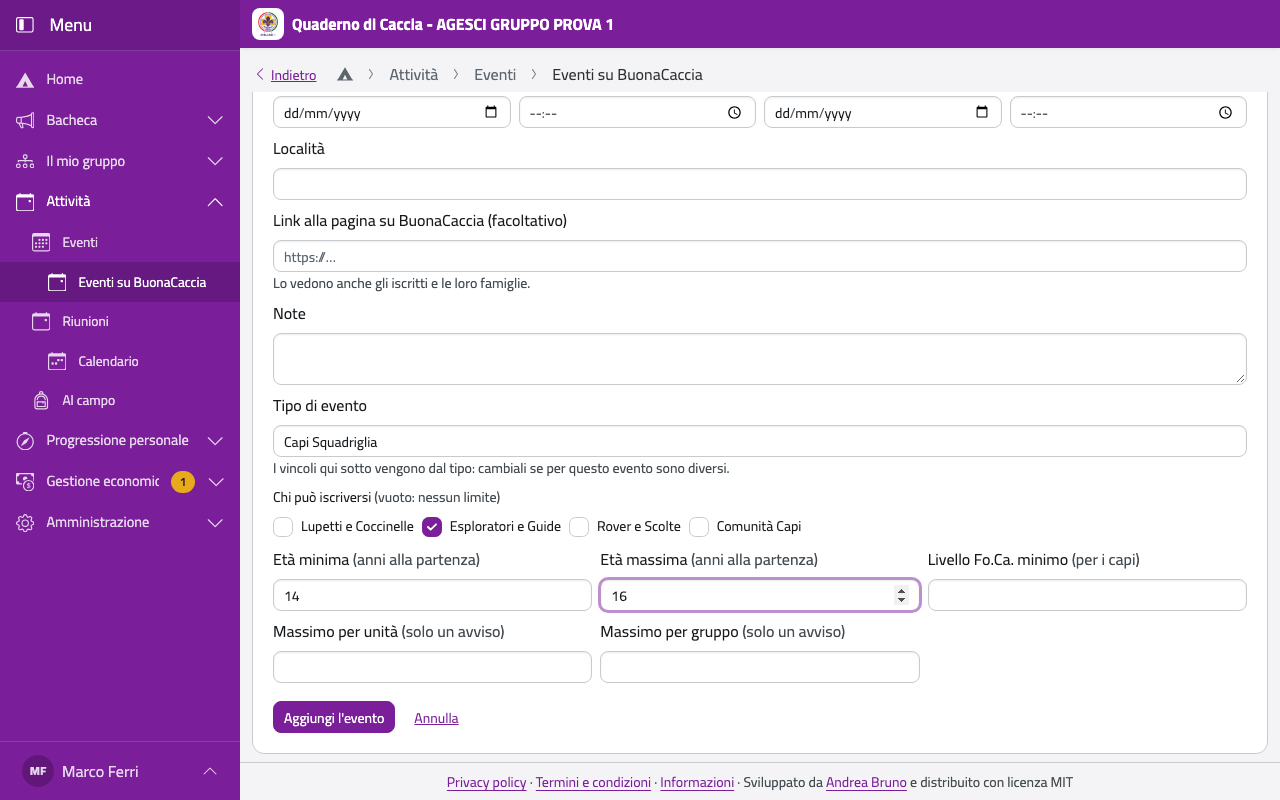 Menu
Quaderno di Caccia - AGESCI GRUPPO PROVA 1
Indietro
Attività
Eventi
Eventi su BuonaCaccia
Home
Bacheca
Il mio gruppo
Attività
Eventi
Eventi su BuonaCaccia
Riunioni
Calendario
Al campo
Progressione personale
Gestione economic 1
Amministrazione
MF Marco Ferri
dd/mm/yyyy --:-- dd/mm/yyyy --:--
Località
Link alla pagina su BuonaCaccia (facoltativo)
https://...
Lo vedono anche gli iscritti e le loro famiglie.
Note
Tipo di evento
Capi Squadriglia
I vincoli qui sotto vengono dal tipo: cambiali se per questo evento sono diversi.
Chi può iscriversi (vuoto: nessun limite)
Lupetti e Coccinelle Esploratori e Guide Rover e Scolte Comunità Capi
Età minima (anni alla partenza) Età massima (anni alla partenza) Livello Fo.Ca. minimo (per i capi)
14 16
Massimo per unità (solo un avviso) Massimo per gruppo (solo un avviso)
Aggiungi l'evento Annulla
Privacy policy · Termini e condizioni · Informazioni · Sviluppato da Andrea Bruno e distribuito con licenza MIT